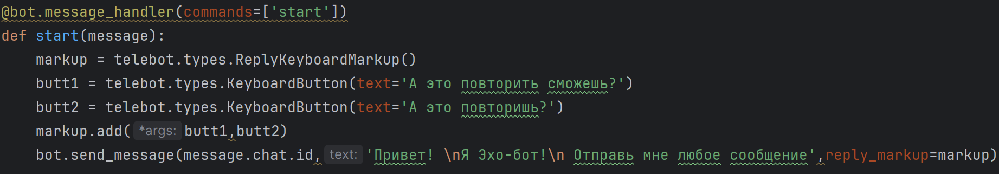 @bot.message_handler(commands=['start'])
def start(message):
    markup = telebot.types.ReplyKeyboardMarkup()
    butt1 = telebot.types.KeyboardButton(text='А это повторить сможешь?')
    butt2 = telebot.types.KeyboardButton(text='А это повторишь?')
    markup.add( *args: butt1,butt2)
    bot.send_message(message.chat.id, text: 'Привет! \nЯ Эхо-бот!\n Отправь мне любое сообщение',reply_markup=markup)